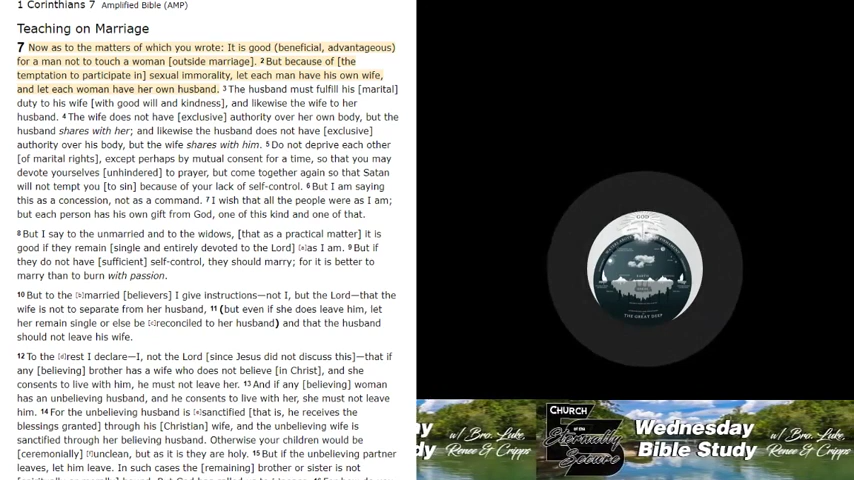 1 Corinthians 7 Amplified Bible (AMP)
Teaching on Marriage
7 Now as to the matters of which you wrote: It is good (beneficial, advantageous)
for a man not to touch a woman [outside marriage]. 2 But because of [the
temptation to participate in] sexual immorality, let each man have his own wife,
and let each woman have her own husband. 3 The husband must fulfill his [marital]
duty to his wife [with good will and kindness], and likewise the wife to her
husband. 4 The wife does not have [exclusive] authority over her own body, but the
husband shares with her; and likewise the husband does not have [exclusive]
authority over his body, but the wife shares with him. 5 Do not deprive each other
[of marital rights], except perhaps by mutual consent for a time, so that you may
devote yourselves [unhindered] to prayer, but come together again so that Satan
will not tempt you [to sin] because of your lack of self-control. 6 But I am saying
this as a concession, not as a command. 7 I wish that all the people were as I am;
but each person has his own gift from God, one of this kind and one of that.
8 But I say to the unmarried and to the widows, [that as a practical matter] it is
good if they remain [single and entirely devoted to the Lord] [a]as I am. 9 But if
they do not have [sufficient] self-control, they should marry; for it is better to
marry than to burn with passion.
10 But to the [b]married [believers] I give instructions—not I, but the Lord—that the
wife is not to separate from her husband, 11 (but even if she does leave him, let
her remain single or else be [c]reconciled to her husband) and that the husband
should not leave his wife.
12 To the [d]rest I declare—I, not the Lord [since Jesus did not discuss this]—that if
any [believing] brother has a wife who does not believe [in Christ], and she
consents to live with him, he must not leave her. 13 And if any [believing] woman
has an unbelieving husband, and he consents to live with her, she must not leave
him. 14 For the unbelieving husband is [e]sanctified [that is, he receives the
blessings granted] through his [Christian] wife, and the unbelieving wife is
sanctified through her believing husband. Otherwise your children would be
[ceremonially] [f]unclean, but as it is they are holy. 15 But if the unbelieving partner
leaves, let him leave. In such cases the [remaining] brother or sister is not
GOD
EARTH
THE GREAT DEEP
ay
y
w/ Bro. Luke,
Renee & Cripps
CHURCH
of the
Eternally
Secure
Wednesday
Bible Study
w/ Bro. Luke,
Renee & Cripps